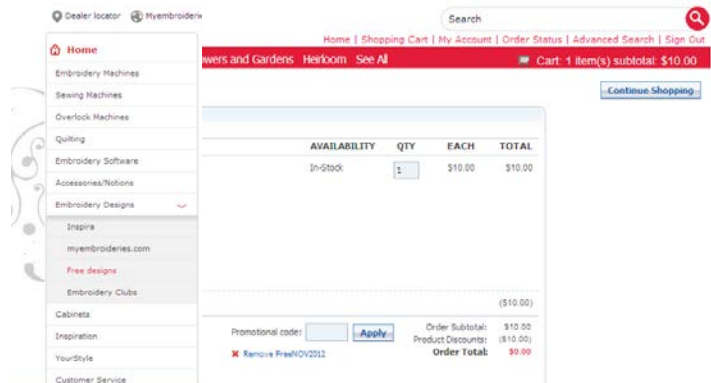 Dealer locator Myembroideri
Search
Home | Shopping Cart | My Account | Order Status | Advanced Search | Sign Out
Home
wers and Gardens Heirloom See All
Cart: 1 item(s) subtotal: $10.00
Embroidery Machines
Continue Shopping
Sewing Machines
Overlock Machines
Quilting
AVAILABILITY QTY EACH TOTAL
Embroidery Software
In-Stock 1 $10.00 $10.00
Accessories/Notions
Embroidery Designs
Inspira
myembroideries.com
Free designs
Embroidery Clubs
($10.00)
Cabinets
Inspiration
Promotional code: Apply
Order Subtotal: $10.00
Product Discounts: ($10.00)
YourStyle
Remove FreeNOV2012
Order Total: $0.00
Customer Service